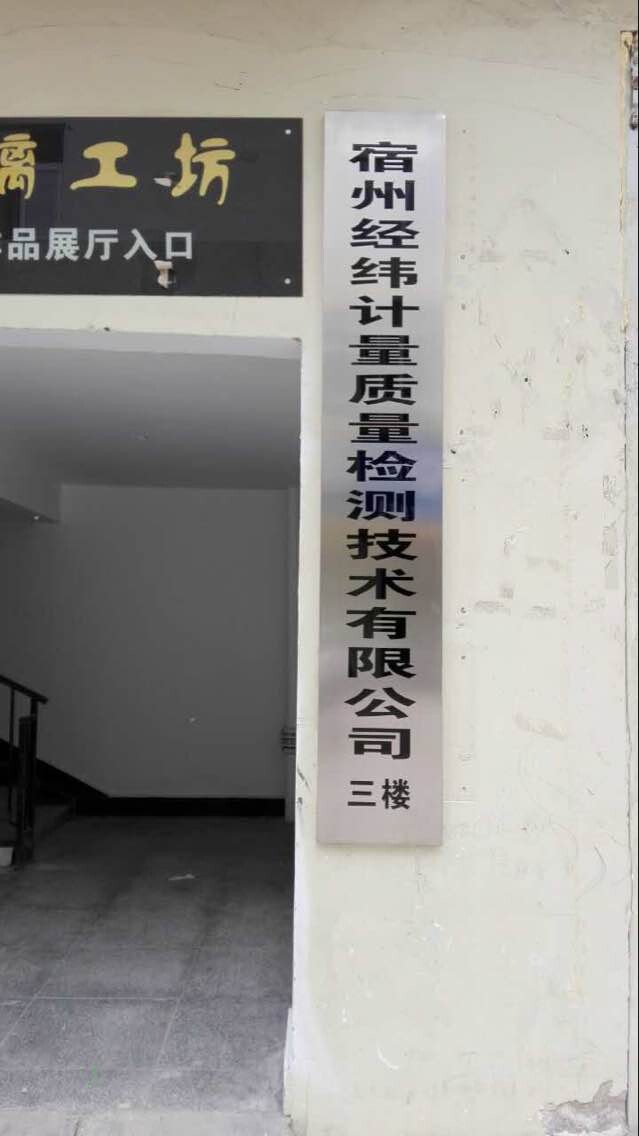 璃工坊
品展厅入口
宿州经纬计量质量检测技术有限公司
三楼